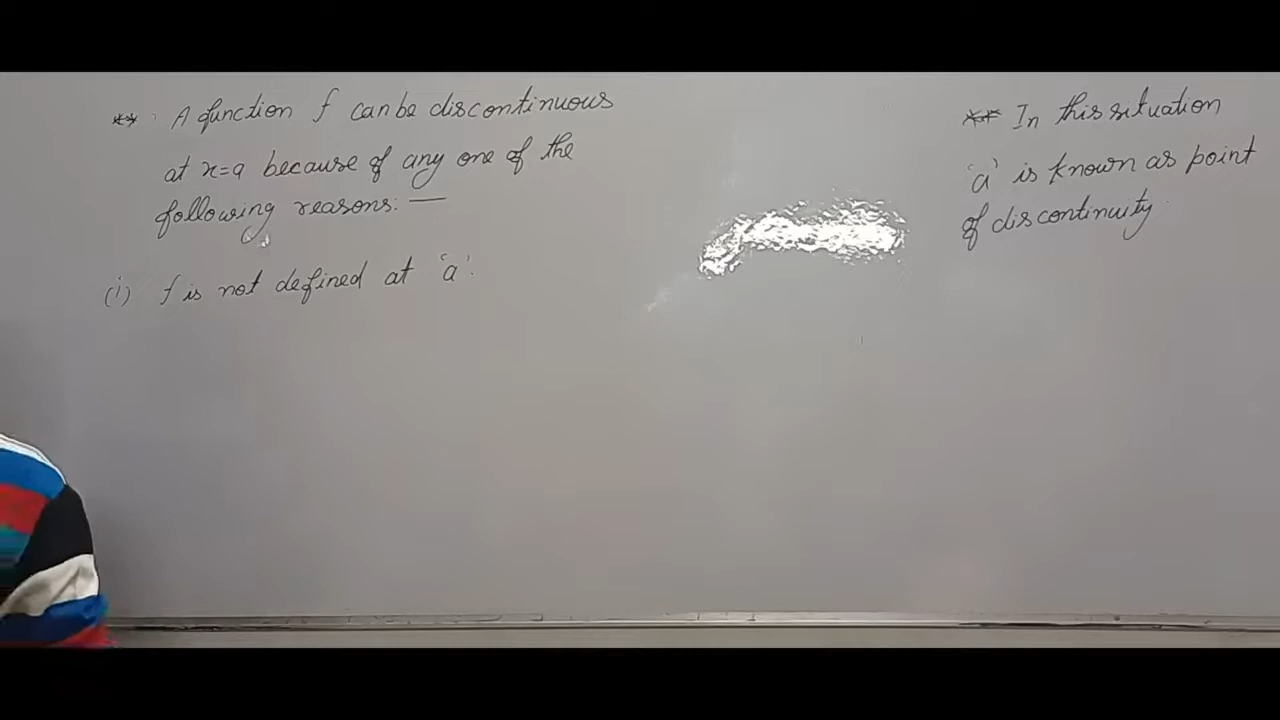 ** A function f can be discontinuous
at x=a because of any one of the
following reasons: —
(i) f is not defined at 'a'.
** In this situation
'a' is known as point
of discontinuity.